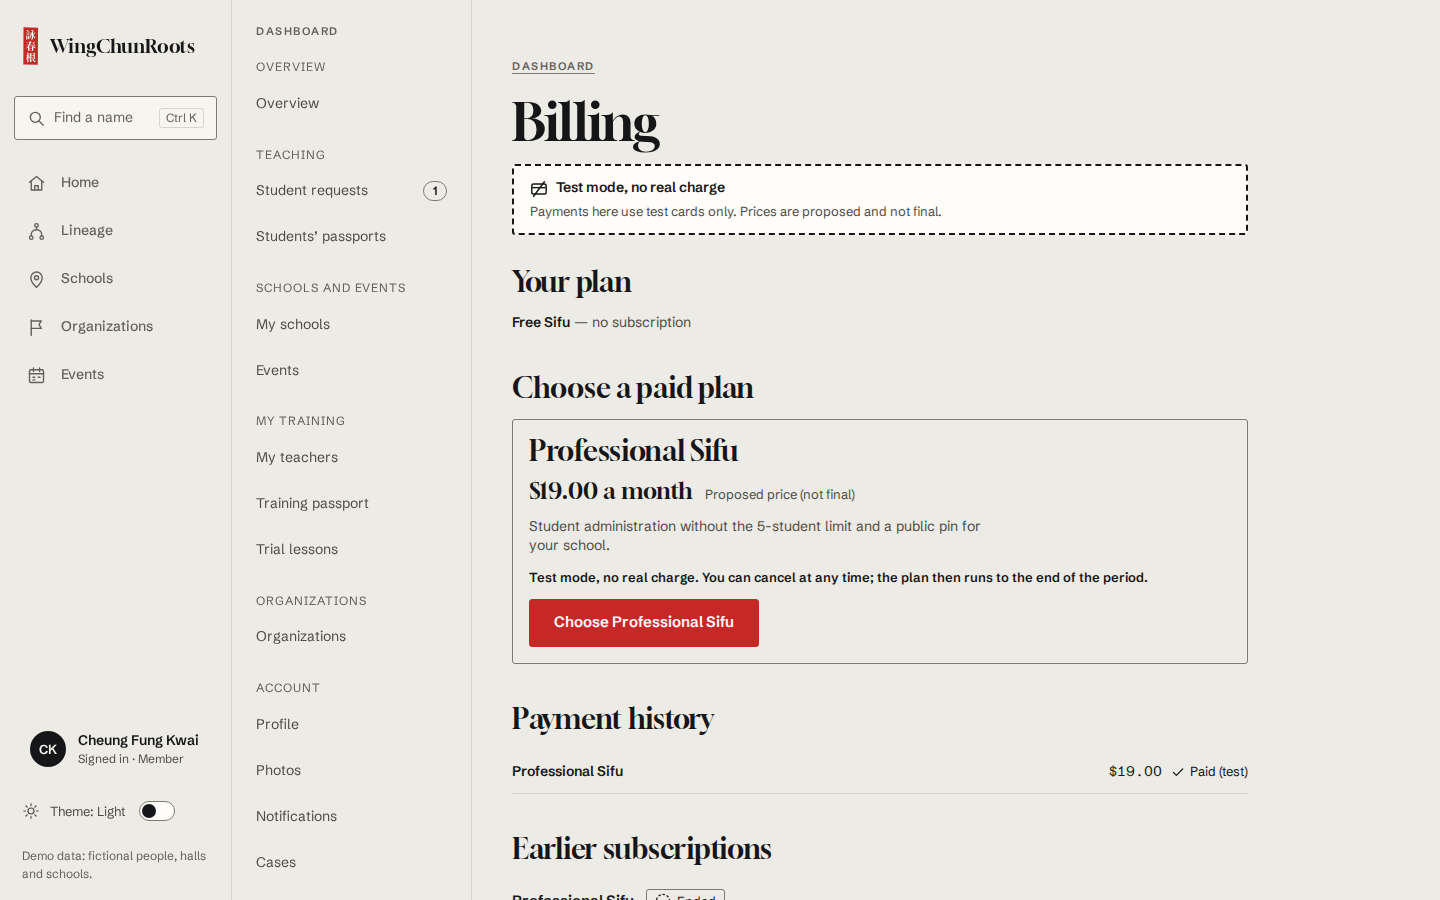 詠春根
WingChunRoots
Find a name
Ctrl K
Home
Lineage
Schools
Organizations
Events
CK
Cheung Fung Kwai
Signed in · Member
Theme: Light
Demo data: fictional people, halls
and schools.
DASHBOARD
OVERVIEW
Overview
TEACHING
Student requests
1
Students’ passports
SCHOOLS AND EVENTS
My schools
Events
MY TRAINING
My teachers
Training passport
Trial lessons
ORGANIZATIONS
Organizations
ACCOUNT
Profile
Photos
Notifications
Cases
DASHBOARD
Billing
Test mode, no real charge
Payments here use test cards only. Prices are proposed and not final.
Your plan
Free Sifu — no subscription
Choose a paid plan
Professional Sifu
$19.00 a month Proposed price (not final)
Student administration without the 5-student limit and a public pin for
your school.
Test mode, no real charge. You can cancel at any time; the plan then runs to the end of the period.
Choose Professional Sifu
Payment history
Professional Sifu $19.00 Paid (test)
Earlier subscriptions
Professional Sifu Ended